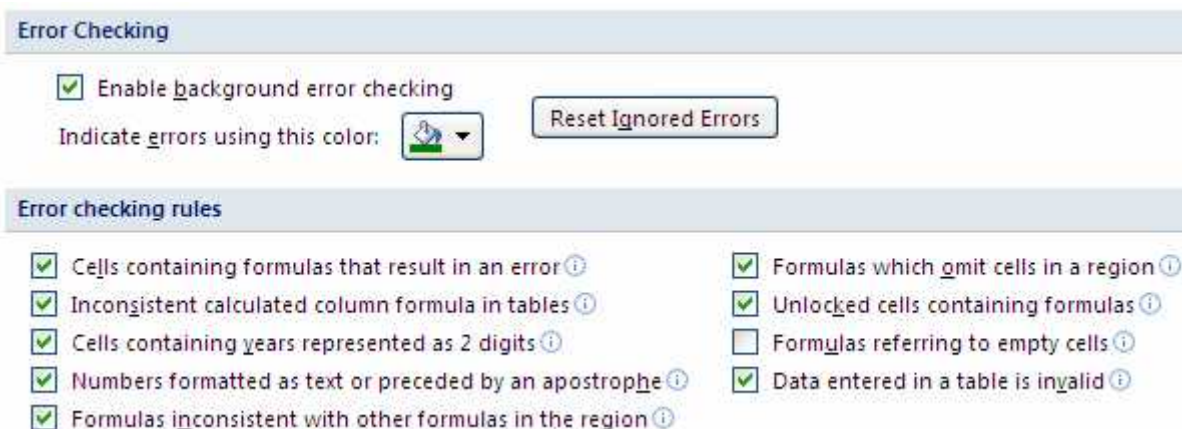 Error Checking
Enable background error checking
Indicate errors using this color:
Reset Ignored Errors
Error checking rules
Cells containing formulas that result in an error
Inconsistent calculated column formula in tables
Cells containing years represented as 2 digits
Numbers formatted as text or preceded by an apostrophe
Formulas inconsistent with other formulas in the region
Formulas which omit cells in a region
Unlocked cells containing formulas
Formulas referring to empty cells
Data entered in a table is invalid